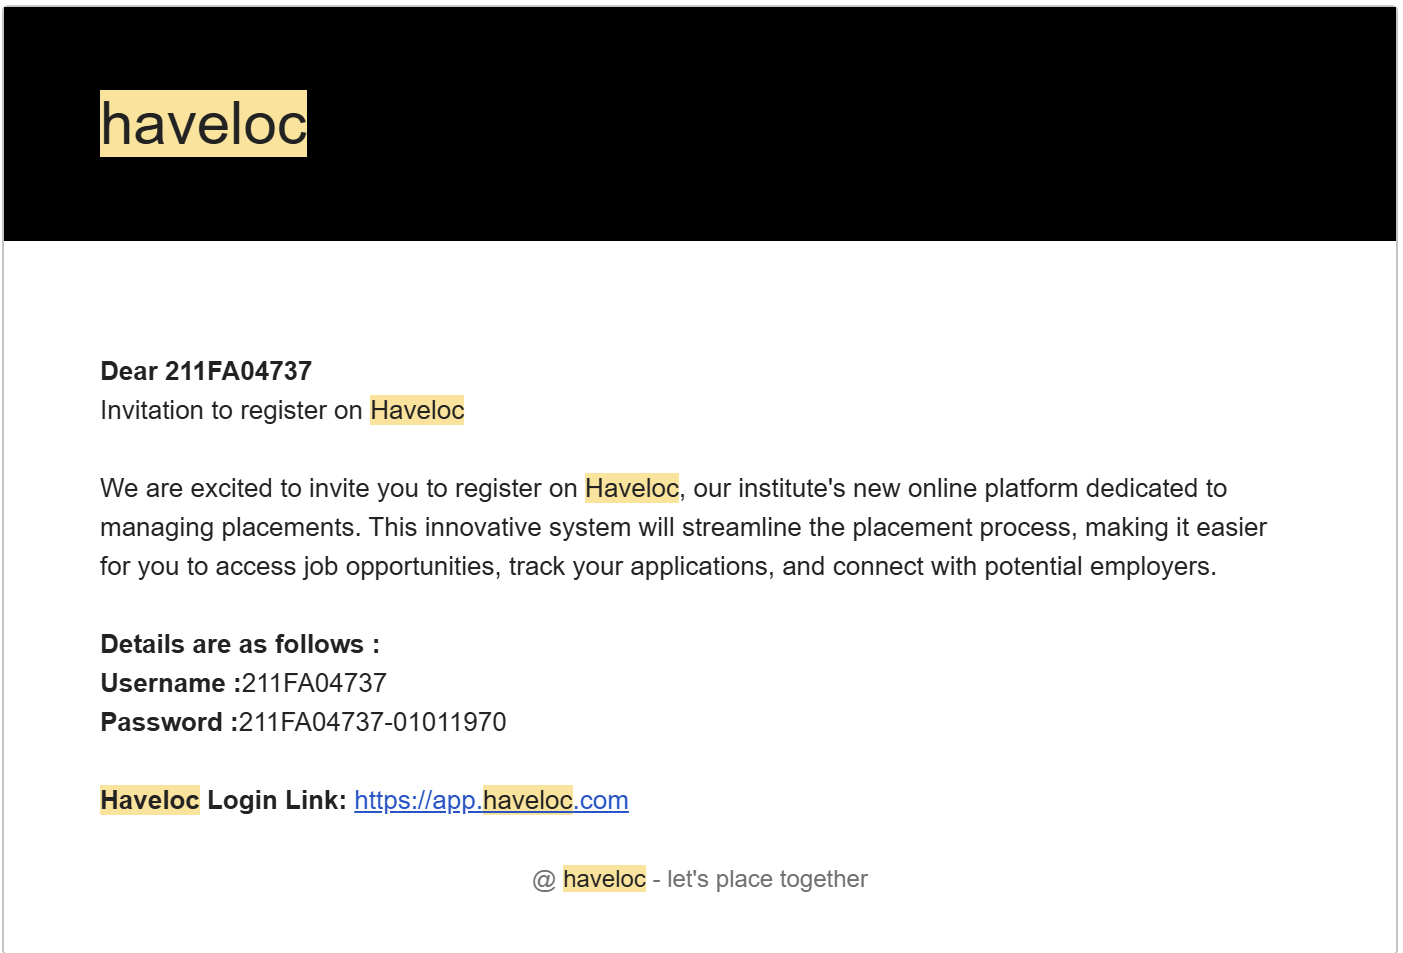 haveloc
Dear 211FA04737
Invitation to register on Haveloc
We are excited to invite you to register on Haveloc, our institute's new online platform dedicated to
managing placements. This innovative system will streamline the placement process, making it easier
for you to access job opportunities, track your applications, and connect with potential employers.
Details are as follows :
Username :211FA04737
Password :211FA04737-01011970
Haveloc Login Link: https://app.haveloc.com
@ haveloc - let's place together